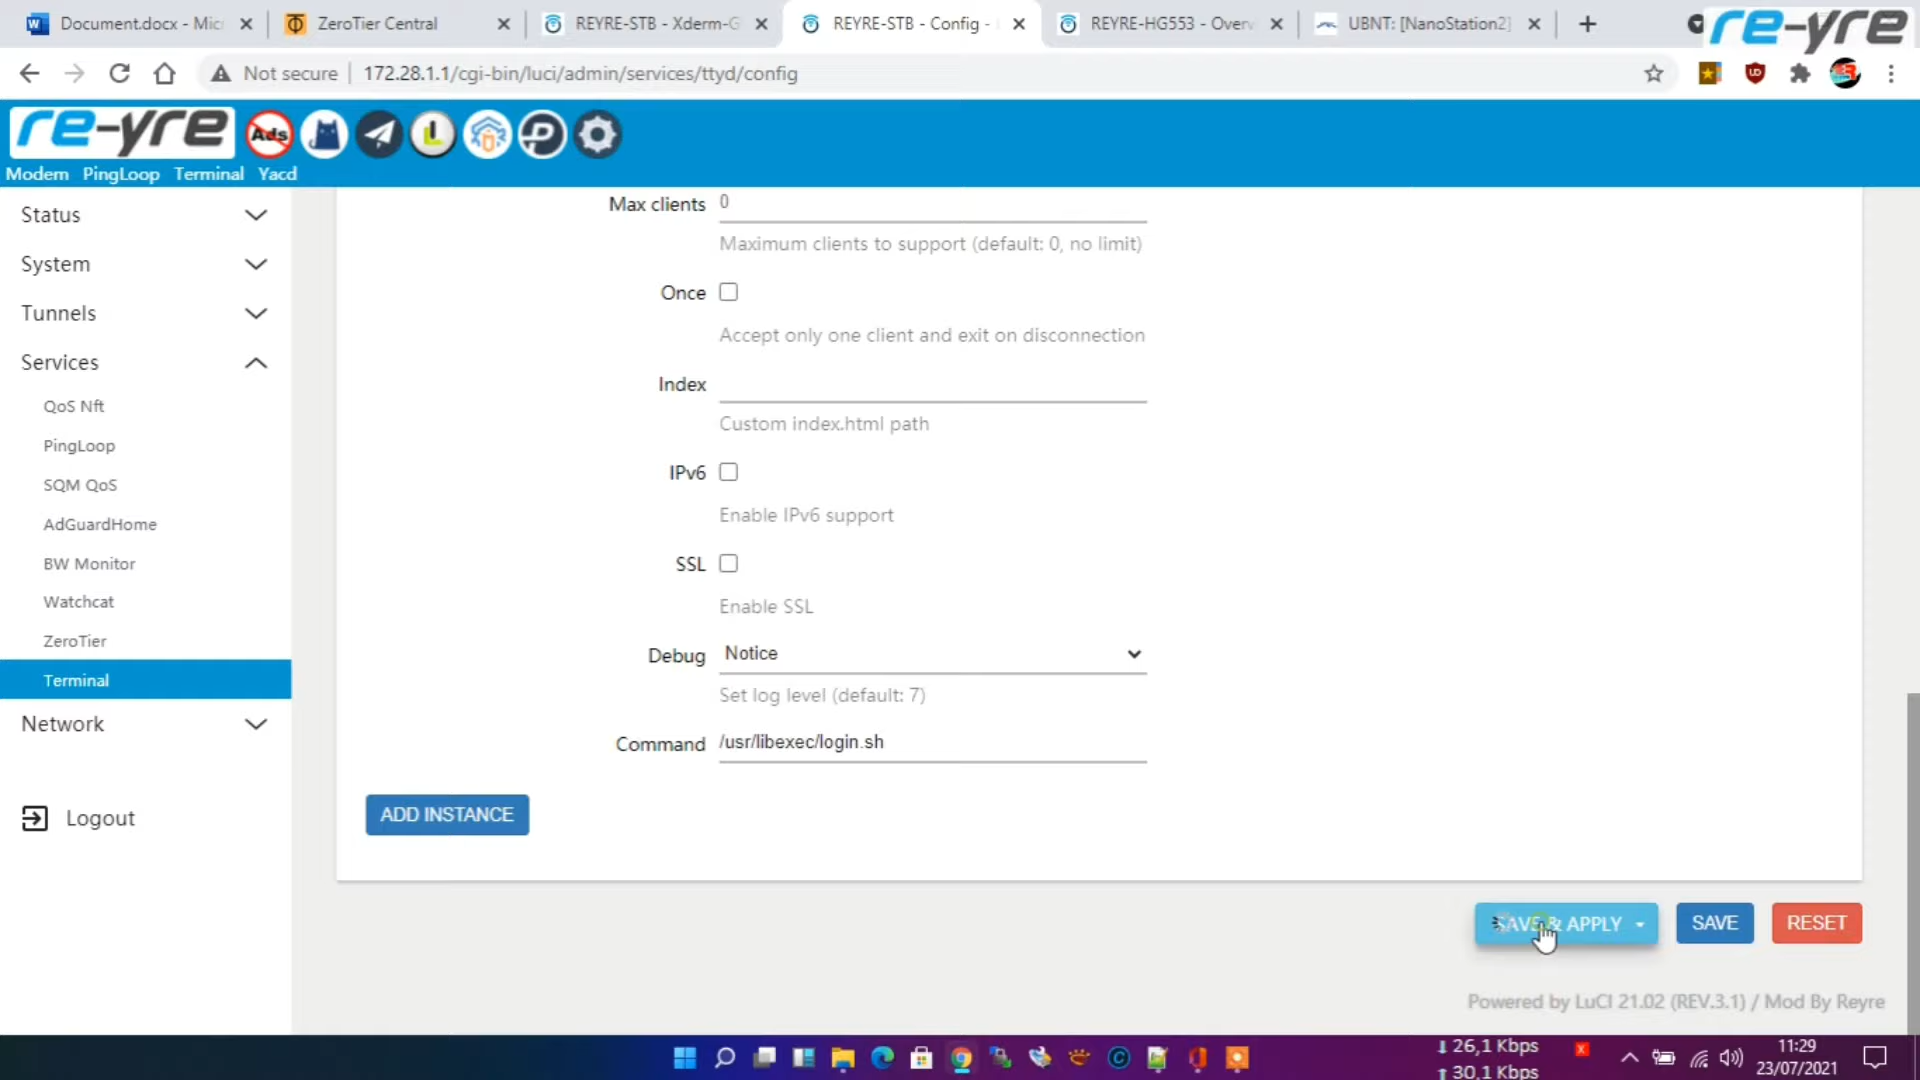 Document.docx - Mic
ZeroTier Central
REYRE-STB - Xderm-G
REYRE-STB - Config -
REYRE-HG553 - Overv
UBNT: [NanoStation2]
re-yre
Not secure
172.28.1.1/cgi-bin/luci/admin/services/ttyd/config
re-yre
Ads
Modem PingLoop Terminal Yacd
Status
System
Tunnels
Services
QoS Nft
PingLoop
SQM QoS
AdGuardHome
BW Monitor
Watchcat
ZeroTier
Terminal
Network
Logout
Max clients 0
Maximum clients to support (default: 0, no limit)
Once
Accept only one client and exit on disconnection
Index
Custom index.html path
IPv6
Enable IPv6 support
SSL
Enable SSL
Debug Notice
Set log level (default: 7)
Command /usr/libexec/login.sh
ADD INSTANCE
SAVE & APPLY
SAVE
RESET
Powered by LuCI 21.02 (REV.3.1) / Mod By Reyre
26,1 Kbps
30,1 Kbps
11:29
23/07/2021